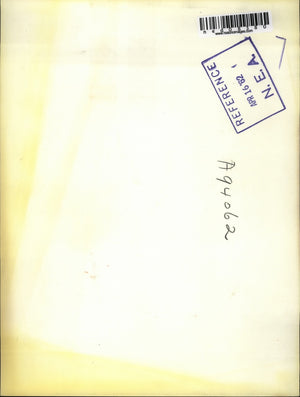 REFERENCE
APR 16 '82
N. E. A.
A94062